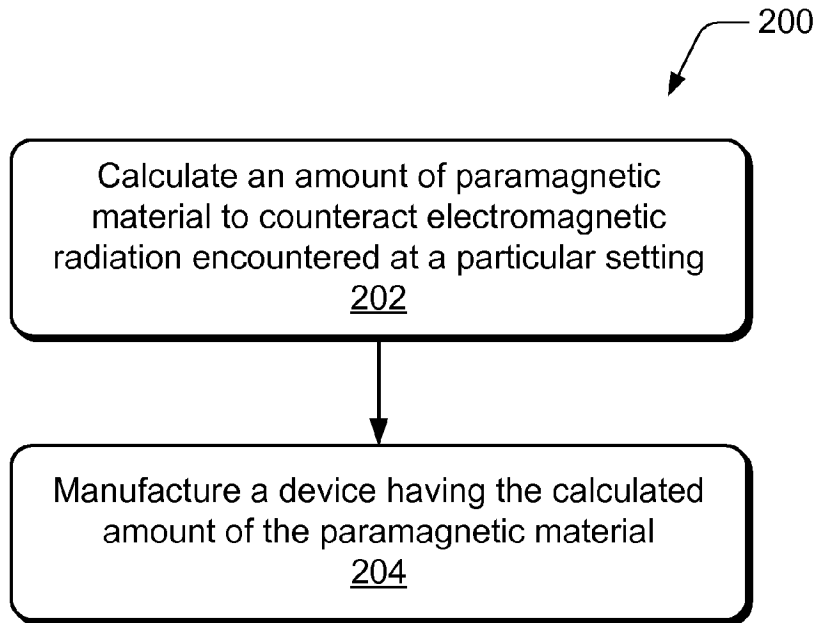 200
Calculate an amount of paramagnetic
material to counteract electromagnetic
radiation encountered at a particular setting
202
Manufacture a device having the calculated
amount of the paramagnetic material
204